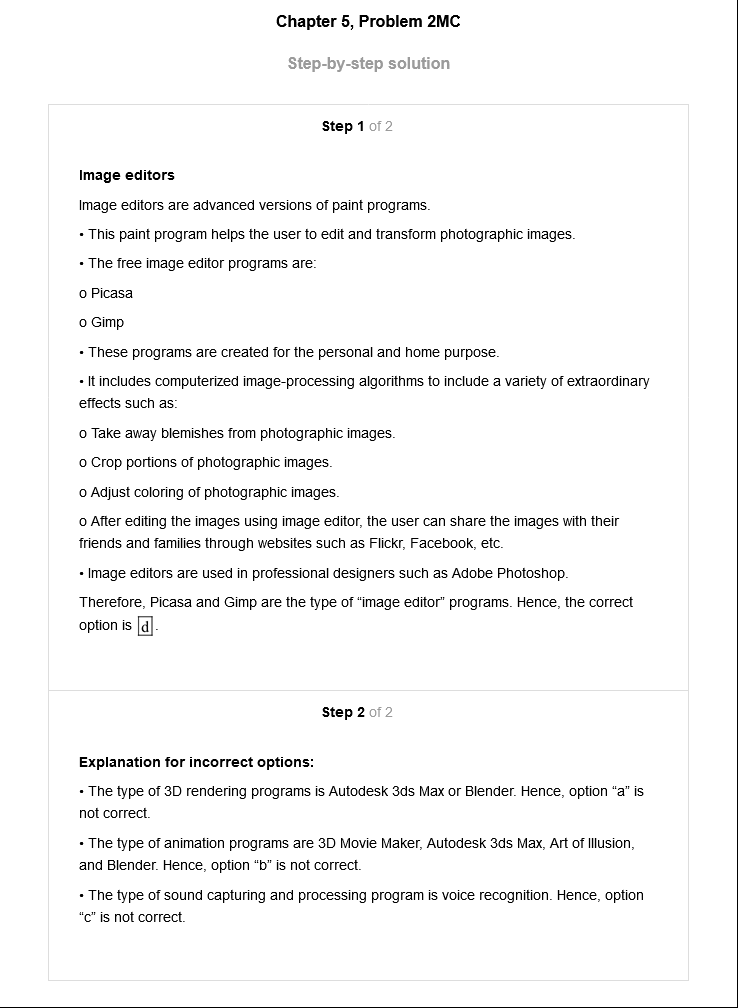 Chapter 5, Problem 2MC
Step-by-step solution
Step 1 of 2
Image editors
Image editors are advanced versions of paint programs.
• This paint program helps the user to edit and transform photographic images.
• The free image editor programs are:
o Picasa
o Gimp
• These programs are created for the personal and home purpose.
• It includes computerized image-processing algorithms to include a variety of extraordinary
effects such as:
o Take away blemishes from photographic images.
o Crop portions of photographic images.
o Adjust coloring of photographic images.
o After editing the images using image editor, the user can share the images with their
friends and families through websites such as Flickr, Facebook, etc.
• Image editors are used in professional designers such as Adobe Photoshop.
Therefore, Picasa and Gimp are the type of “image editor” programs. Hence, the correct
option is d.
Step 2 of 2
Explanation for incorrect options:
• The type of 3D rendering programs is Autodesk 3ds Max or Blender. Hence, option “a” is
not correct.
• The type of animation programs are 3D Movie Maker, Autodesk 3ds Max, Art of Illusion,
and Blender. Hence, option “b” is not correct.
• The type of sound capturing and processing program is voice recognition. Hence, option
“c” is not correct.